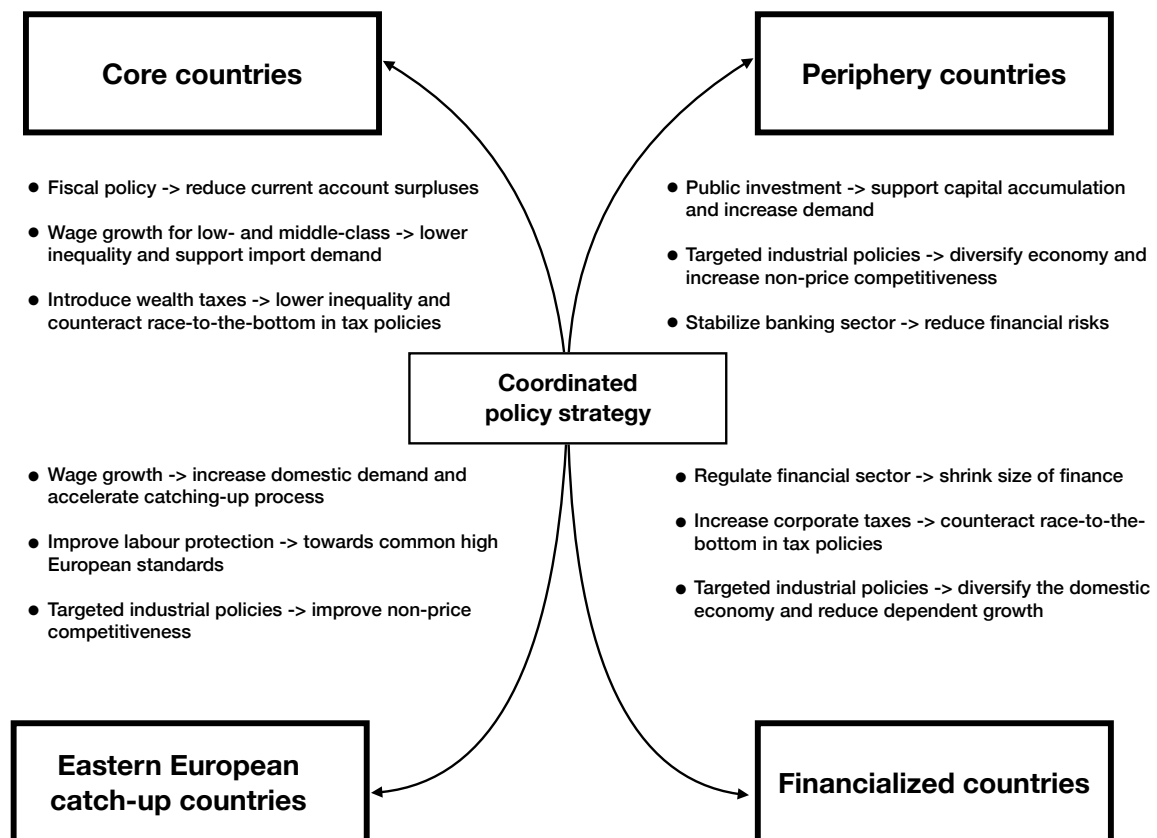 Core countries
Periphery countries
● Fiscal policy -> reduce current account surpluses
● Wage growth for low- and middle-class -> lower
inequality and support import demand
● Introduce wealth taxes -> lower inequality and
counteract race-to-the-bottom in tax policies
● Public investment -> support capital accumulation
and increase demand
● Targeted industrial policies -> diversify economy and
increase non-price competitiveness
● Stabilize banking sector -> reduce financial risks
Coordinated
policy strategy
● Wage growth -> increase domestic demand and
accelerate catching-up process
● Improve labour protection -> towards common high
European standards
● Targeted industrial policies -> improve non-price
competitiveness
● Regulate financial sector -> shrink size of finance
● Increase corporate taxes -> counteract race-to-the-
bottom in tax policies
● Targeted industrial policies -> diversify the domestic
economy and reduce dependent growth
Eastern European
catch-up countries
Financialized countries